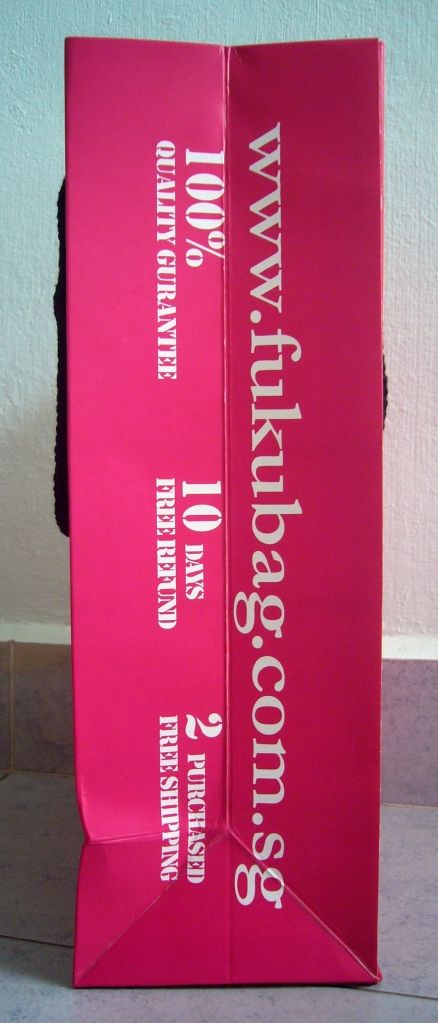 www.fukubag.com.sg
100%
QUALITY GURANTEE
10 DAYS
FREE REFUND
2 PURCHASED
FREE SHIPPING